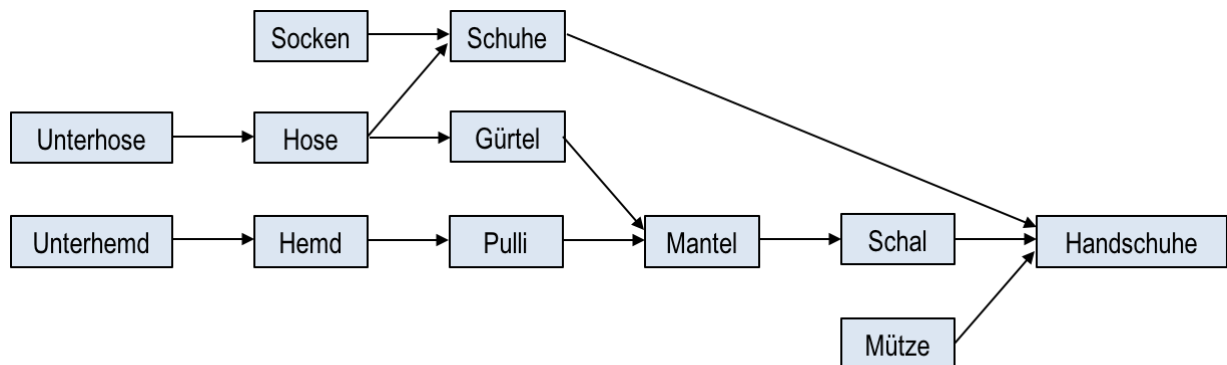 Socken
Schuhe
Unterhose
Hose
Gürtel
Unterhemd
Hemd
Pulli
Mantel
Schal
Handschuhe
Mütze